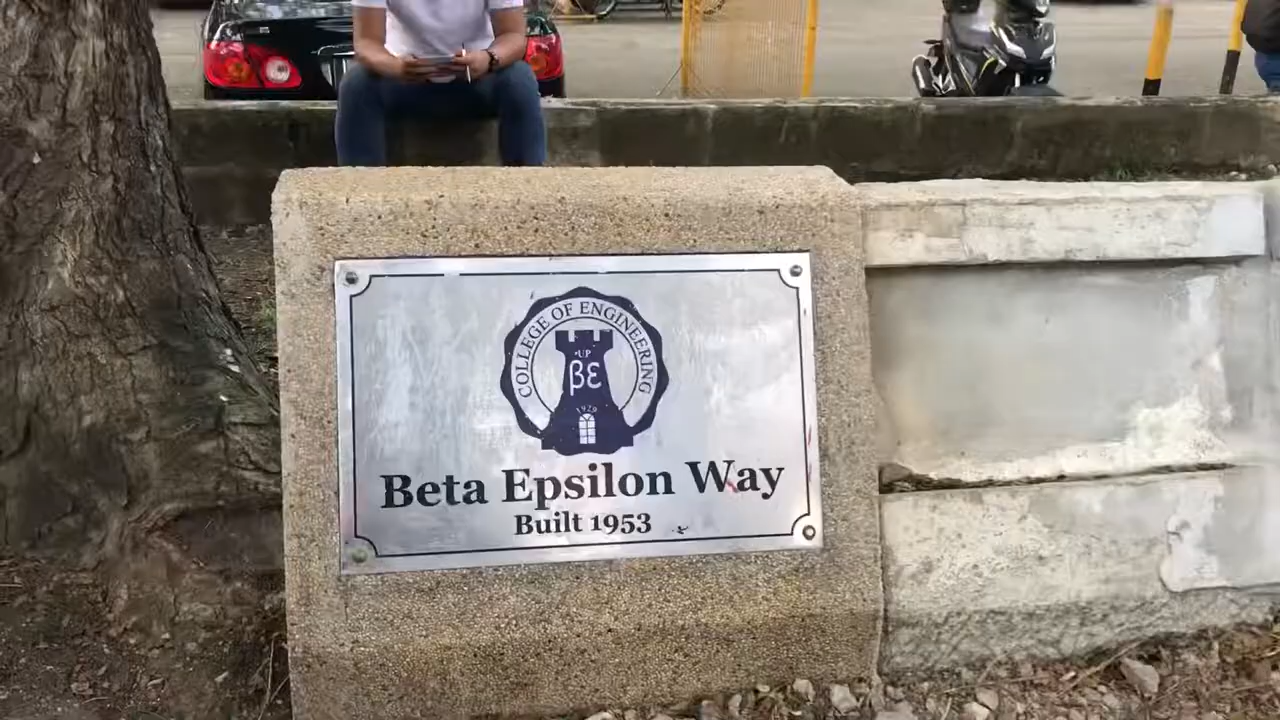 COLLEGE OF ENGINEERING
UP
βε
1929
Beta Epsilon Way
Built 1953